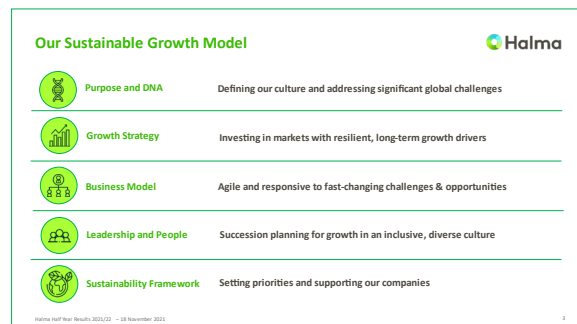 Our Sustainable Growth Model
Halma
Purpose and DNA
Defining our culture and addressing significant global challenges
Growth Strategy
Investing in markets with resilient, long-term growth drivers
Business Model
Agile and responsive to fast-changing challenges & opportunities
Leadership and People
Succession planning for growth in an inclusive, diverse culture
Sustainability Framework
Setting priorities and supporting our companies
Halma Half Year Results 2021/22 – 18 November 2021